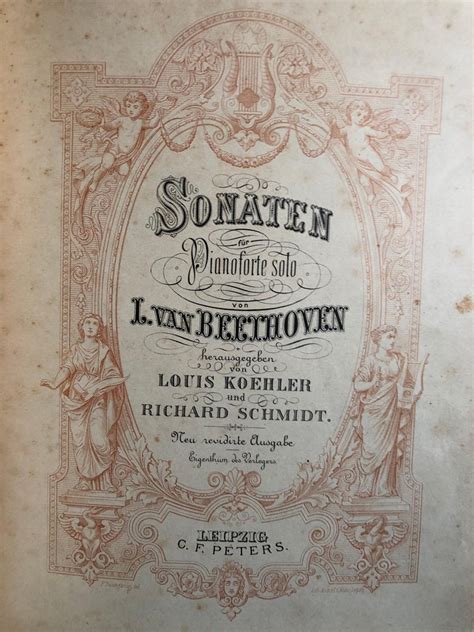 SONATEN
für
Pianoforte solo
von
L. VAN BEETHOVEN
herausgegeben
von
LOUIS KOEHLER
und
RICHARD SCHMIDT.
Neu revidirte Ausgabe
Eigenthum des Verlegers.
LEIPZIG
C. F. PETERS.